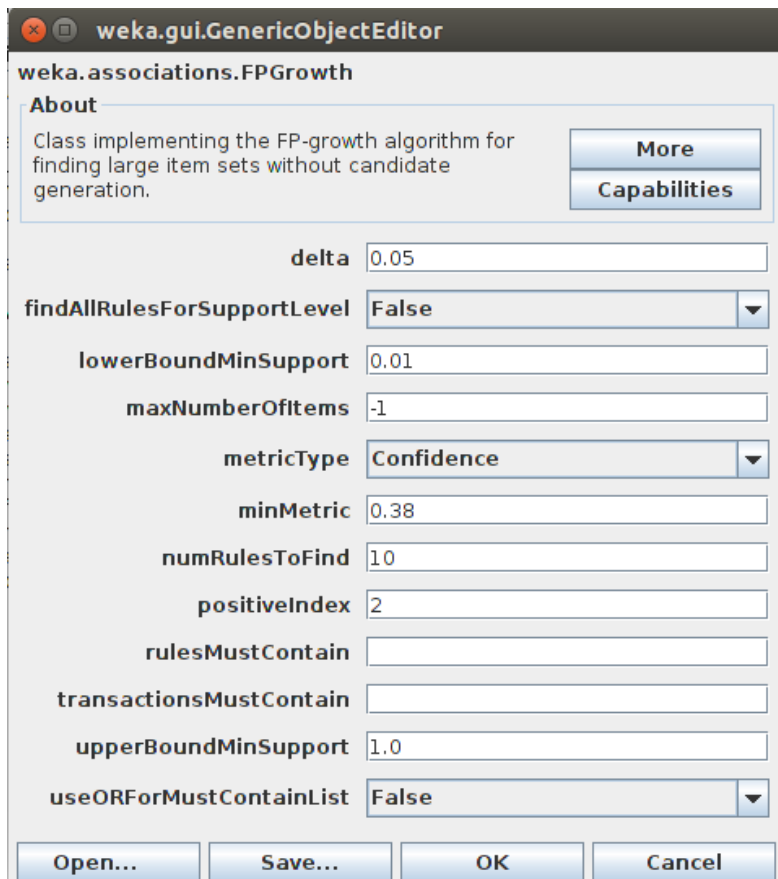 weka.gui.GenericObjectEditor
weka.associations.FPGrowth
About
Class implementing the FP-growth algorithm for
finding large item sets without candidate
generation.
More
Capabilities
delta 0.05
findAllRulesForSupportLevel False
lowerBoundMinSupport 0.01
maxNumberOfItems -1
metricType Confidence
minMetric 0.38
numRulesToFind 10
positiveIndex 2
rulesMustContain
transactionsMustContain
upperBoundMinSupport 1.0
useORForMustContainList False
Open... Save... OK Cancel